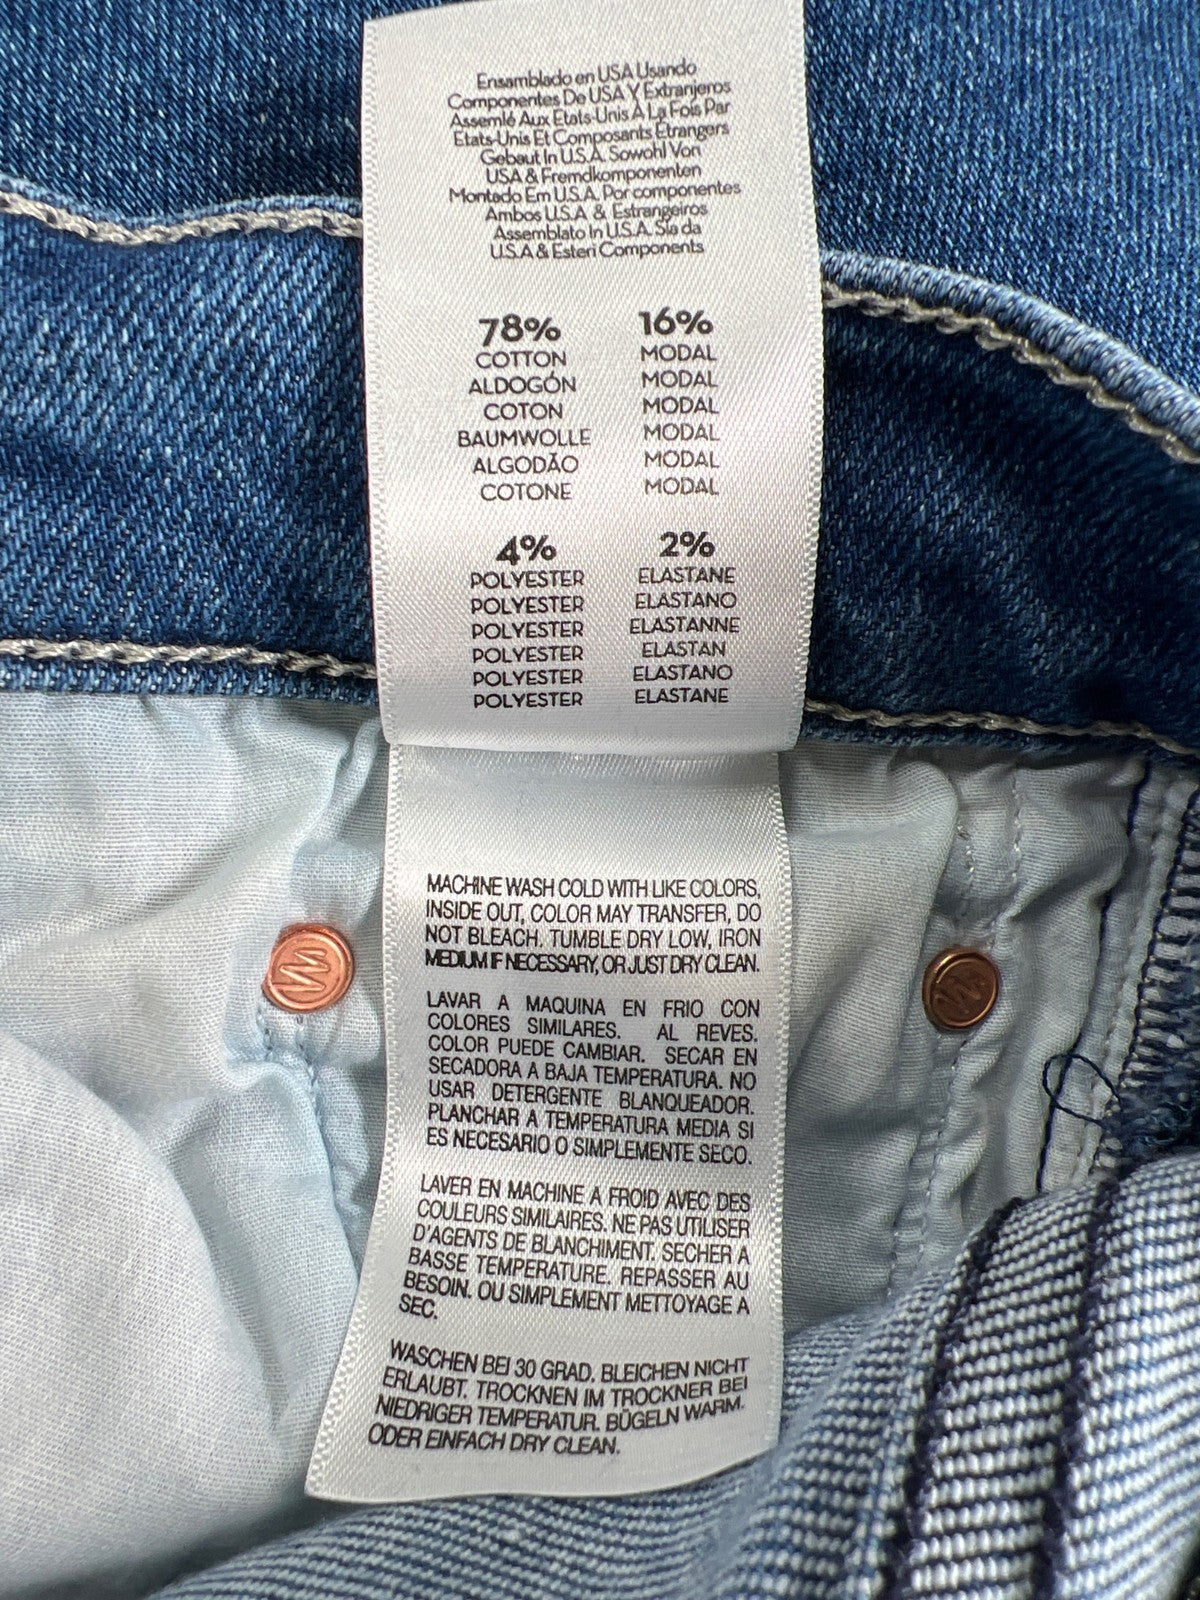 Ensamblado en USA Usando
Componentes De USA Y Extranjeros
Assemlé Aux Etats-Unis À La Fois Par
Etats-Unis Et Composants Étrangers
Gebaut In U.S.A. Sowohl Von
USA & Fremdkomponenten
Montado Em U.S.A. Por componentes
Ambos U.S.A & Estrangeiros
Assemblato In U.S.A. Sia da
U.S.A & Esteri Components
78% 16%
COTTON MODAL
ALDOGÓN MODAL
COTON MODAL
BAUMWOLLE MODAL
ALGODÃO MODAL
COTONE MODAL
4% 2%
POLYESTER ELASTANE
POLYESTER ELASTANO
POLYESTER ELASTANNE
POLYESTER ELASTAN
POLYESTER ELASTANO
POLYESTER ELASTANE
MACHINE WASH COLD WITH LIKE COLORS,
INSIDE OUT, COLOR MAY TRANSFER, DO
NOT BLEACH. TUMBLE DRY LOW, IRON
MEDIUM IF NECESSARY, OR JUST DRY CLEAN.
LAVAR A MAQUINA EN FRIO CON
COLORES SIMILARES. AL REVES.
COLOR PUEDE CAMBIAR. SECAR EN
SECADORA A BAJA TEMPERATURA. NO
USAR DETERGENTE BLANQUEADOR.
PLANCHAR A TEMPERATURA MEDIA SI
ES NECESARIO O SIMPLEMENTE SECO.
LAVER EN MACHINE A FROID AVEC DES
COULEURS SIMILAIRES. NE PAS UTILISER
D'AGENTS DE BLANCHIMENT. SECHER A
BASSE TEMPERATURE. REPASSER AU
BESOIN. OU SIMPLEMENT METTOYAGE A
SEC.
WASCHEN BEI 30 GRAD. BLEICHEN NICHT
ERLAUBT. TROCKNEN IM TROCKNER BEI
NIEDRIGER TEMPERATUR. BÜGELN WARM.
ODER EINFACH DRY CLEAN.